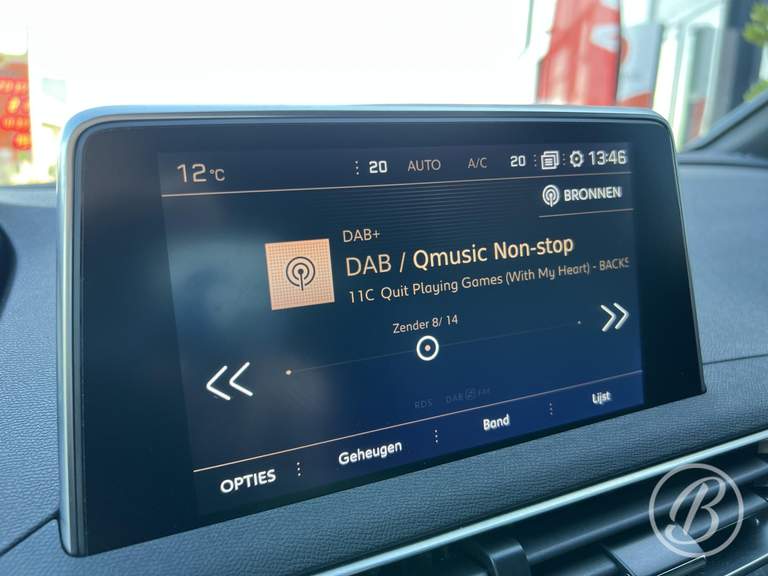 12 °C
20 AUTO A/C 20 13:46
BRONNEN
DAB+
DAB / Qmusic Non-stop
11C Quit Playing Games (With My Heart) - BACKS
Zender 8/ 14
RDS DAB FM
OPTIES Geheugen Band Lijst
B